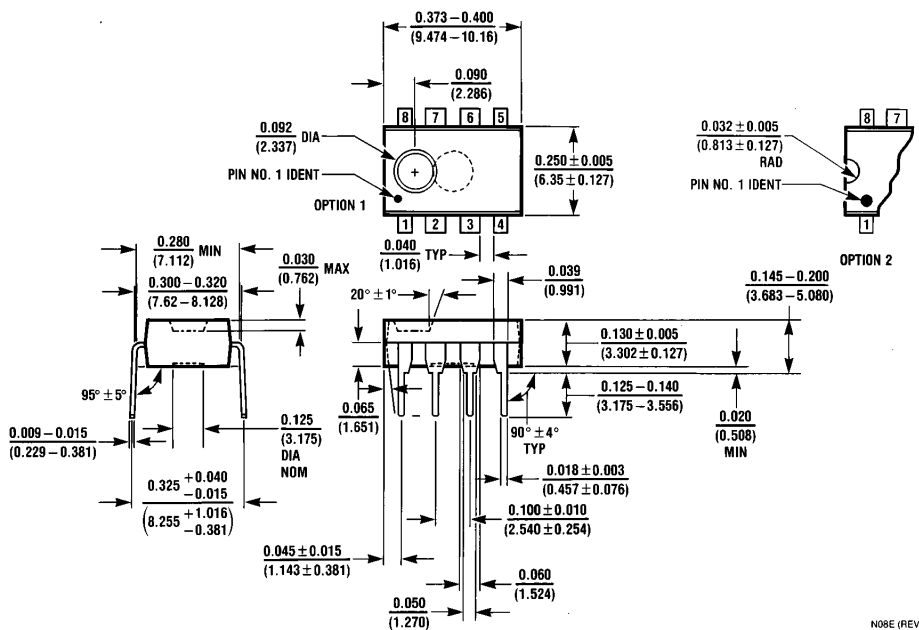 0.373 – 0.400
(9.474 – 10.16)
0.090
(2.286)
8 7 6 5
0.092 DIA
(2.337)
PIN NO. 1 IDENT
OPTION 1
+
0.250 ± 0.005
(6.35 ± 0.127)
1 2 3 4
8 7
0.032 ± 0.005
(0.813 ± 0.127)
RAD
PIN NO. 1 IDENT
1
OPTION 2
0.280 MIN
(7.112)
0.300 – 0.320
(7.62 – 8.128)
0.030 MAX
(0.762)
0.040 TYP
(1.016)
0.039
(0.991)
20° ± 1°
0.145 – 0.200
(3.683 – 5.080)
0.130 ± 0.005
(3.302 ± 0.127)
0.125 – 0.140
(3.175 – 3.556)
0.020
(0.508)
MIN
95° ± 5°
0.009 – 0.015
(0.229 – 0.381)
0.125
(3.175)
DIA
NOM
0.325 +0.040
-0.015
(8.255 +1.016
-0.381)
0.065
(1.651)
90° ± 4°
TYP
0.018 ± 0.003
(0.457 ± 0.076)
0.100 ± 0.010
(2.540 ± 0.254)
0.045 ± 0.015
(1.143 ± 0.381)
0.060
(1.524)
0.050
(1.270)
N08E (REV